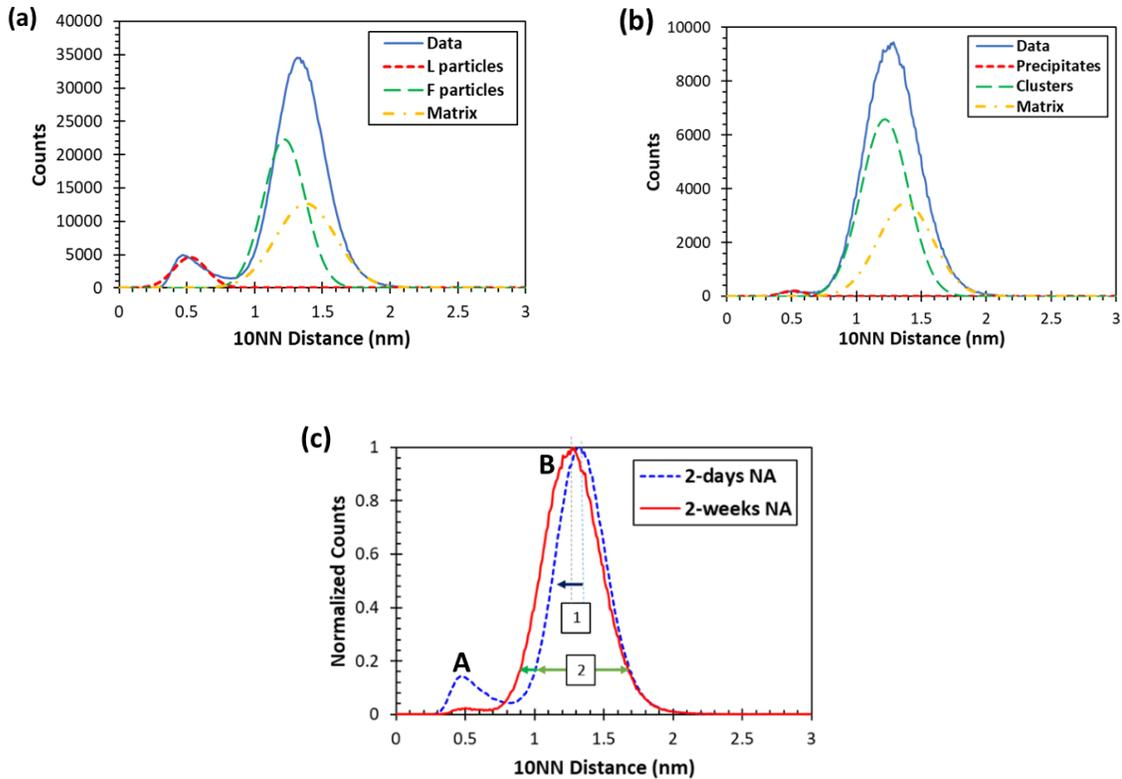 (a)
Counts
40000
35000
30000
25000
20000
15000
10000
5000
0
Data
L particles
F particles
Matrix
0 0.5 1 1.5 2 2.5 3
10NN Distance (nm)
(b)
Counts
10000
8000
6000
4000
2000
0
Data
Precipitates
Clusters
Matrix
0 0.5 1 1.5 2 2.5 3
10NN Distance (nm)
(c)
Normalized Counts
1
0.8
0.6
0.4
0.2
0
A
B
1
2
2-days NA
2-weeks NA
0 0.5 1 1.5 2 2.5 3
10NN Distance (nm)